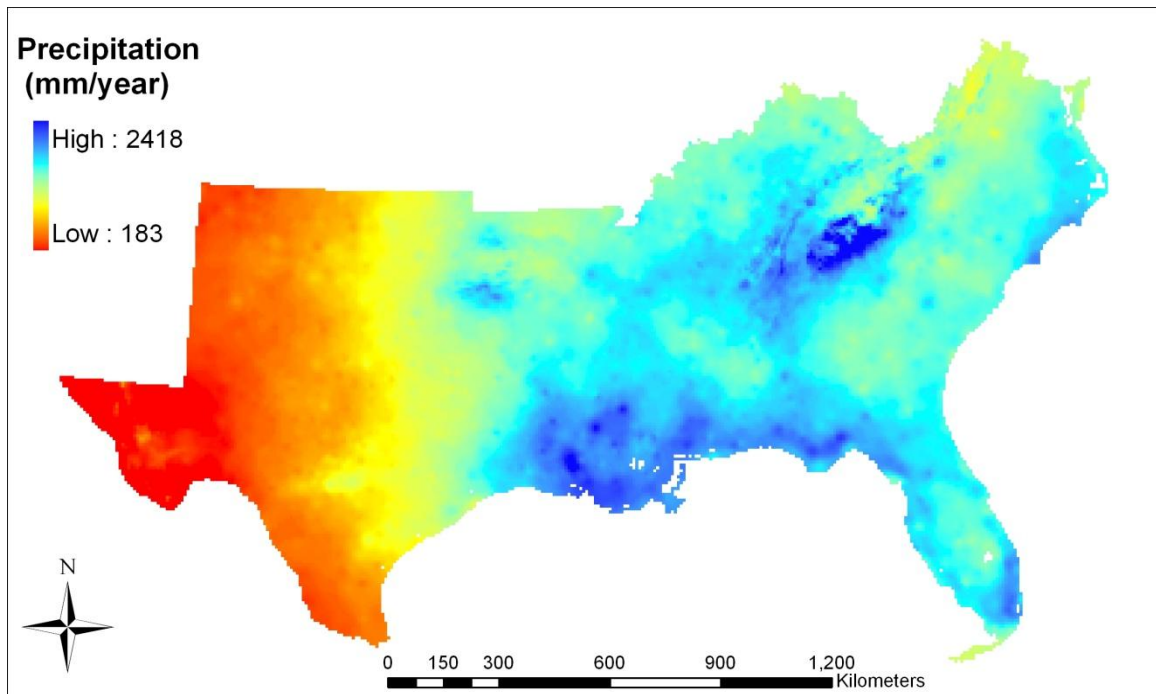 Precipitation
(mm/year)
High : 2418
Low : 183
N
0 150 300 600 900 1,200
Kilometers